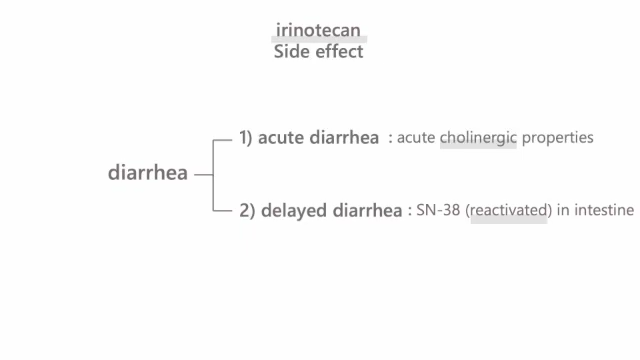 irinotecan
Side effect
1) acute diarrhea : acute cholinergic properties
diarrhea
2) delayed diarrhea : SN-38 (reactivated) in intestine